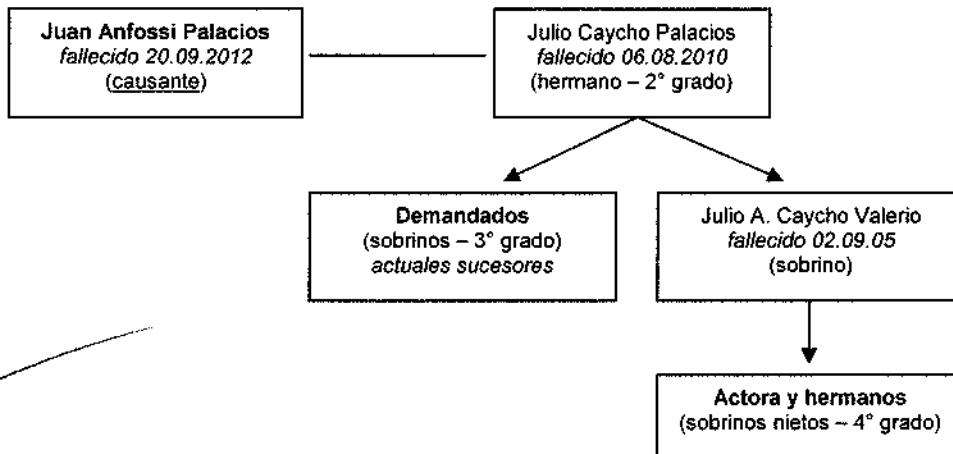 Juan Anfossi Palacios
fallecido 20.09.2012
(causante)
Julio Caycho Palacios
fallecido 06.08.2010
(hermano – 2° grado)
Demandados
(sobrinos – 3° grado)
actuales sucesores
Julio A. Caycho Valerio
fallecido 02.09.05
(sobrino)
Actora y hermanos
(sobrinos nietos – 4° grado)